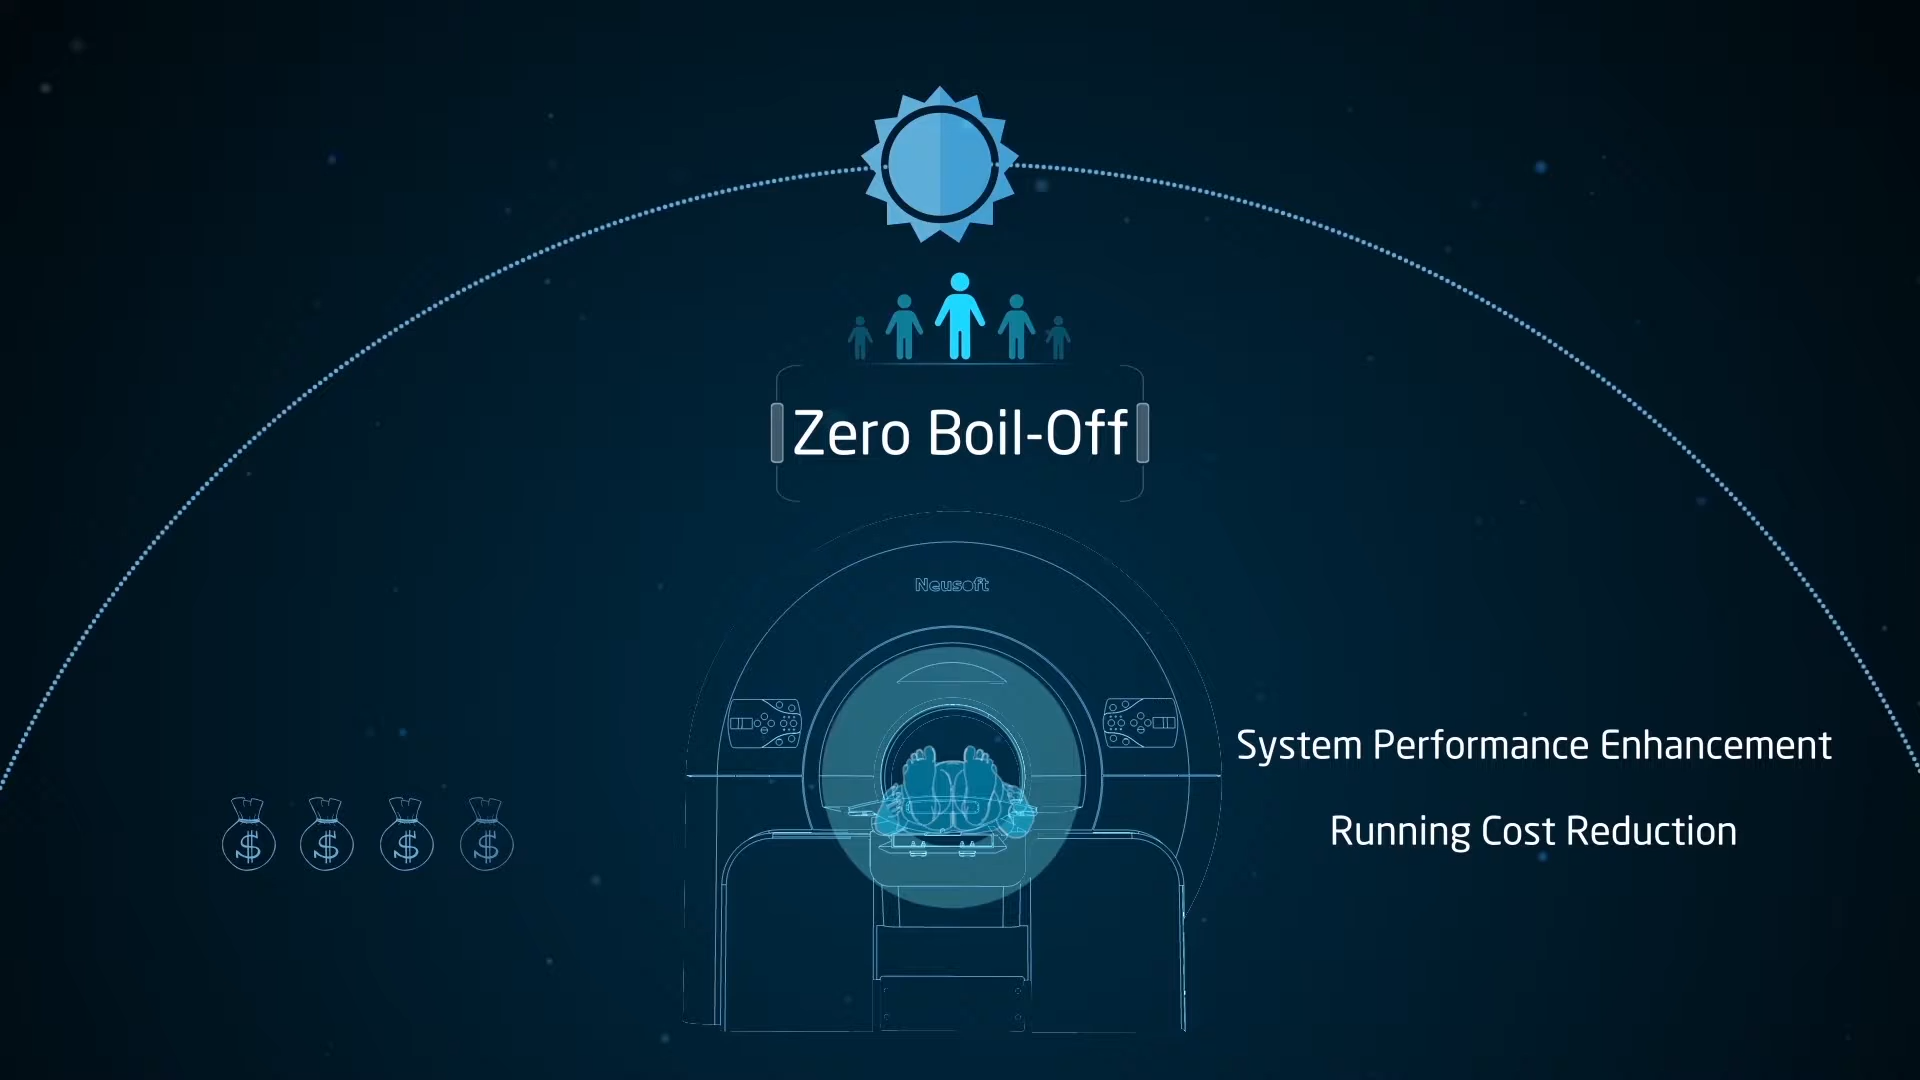 Zero Boil-Off
Neusoft
System Performance Enhancement
Running Cost Reduction
$ $ $ $